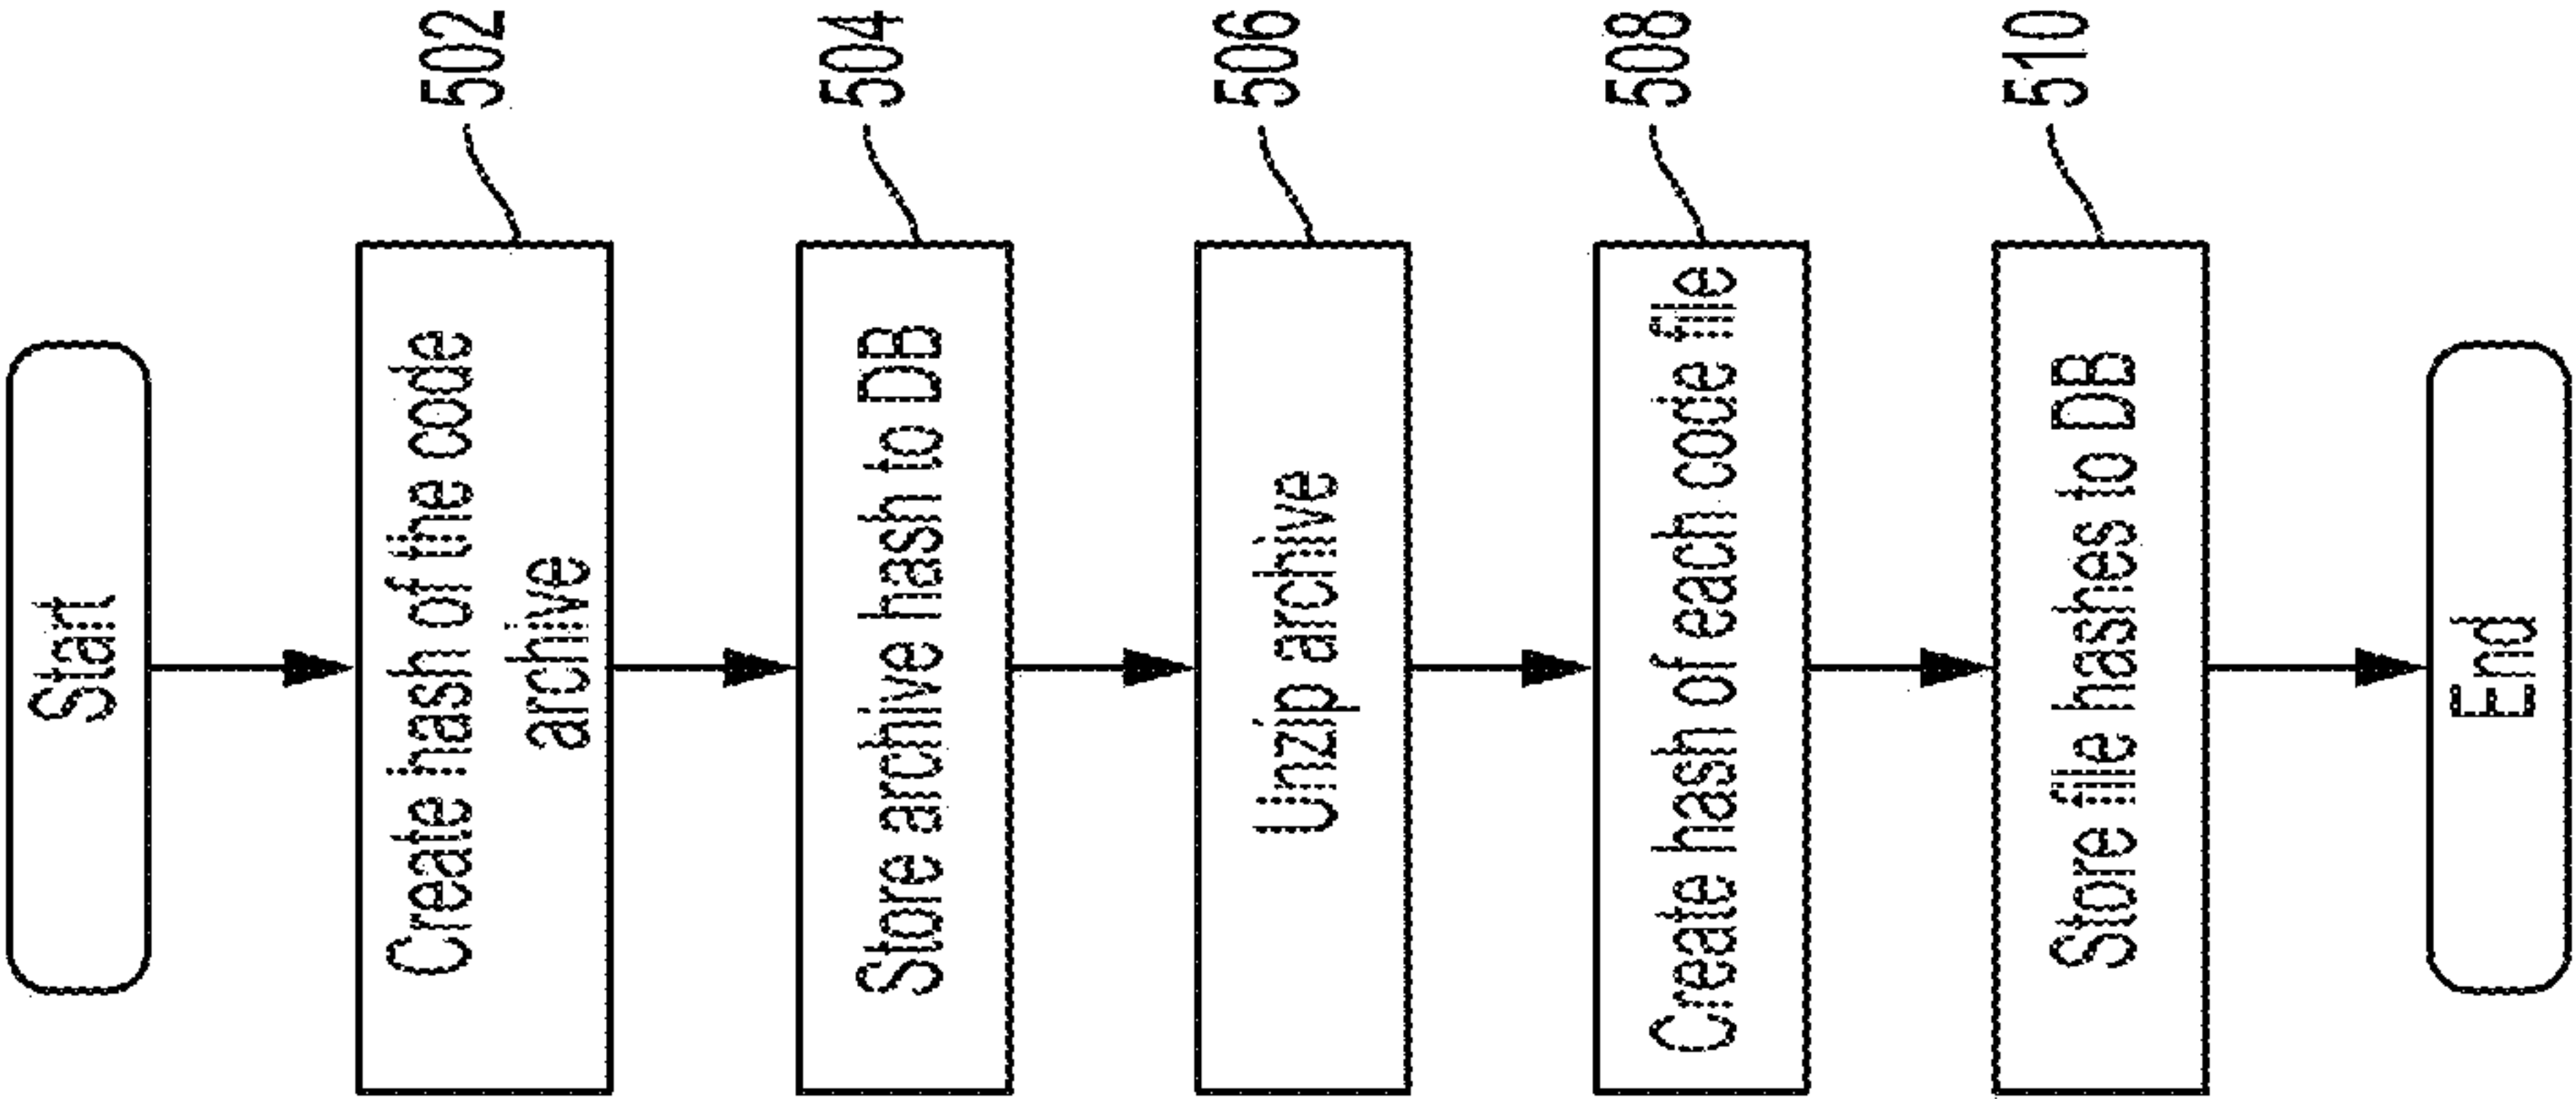 Start
Create hash of the code
archive
502
Store archive hash to DB
504
Unzip archive
506
Create hash of each code file
508
Store file hashes to DB
510
End